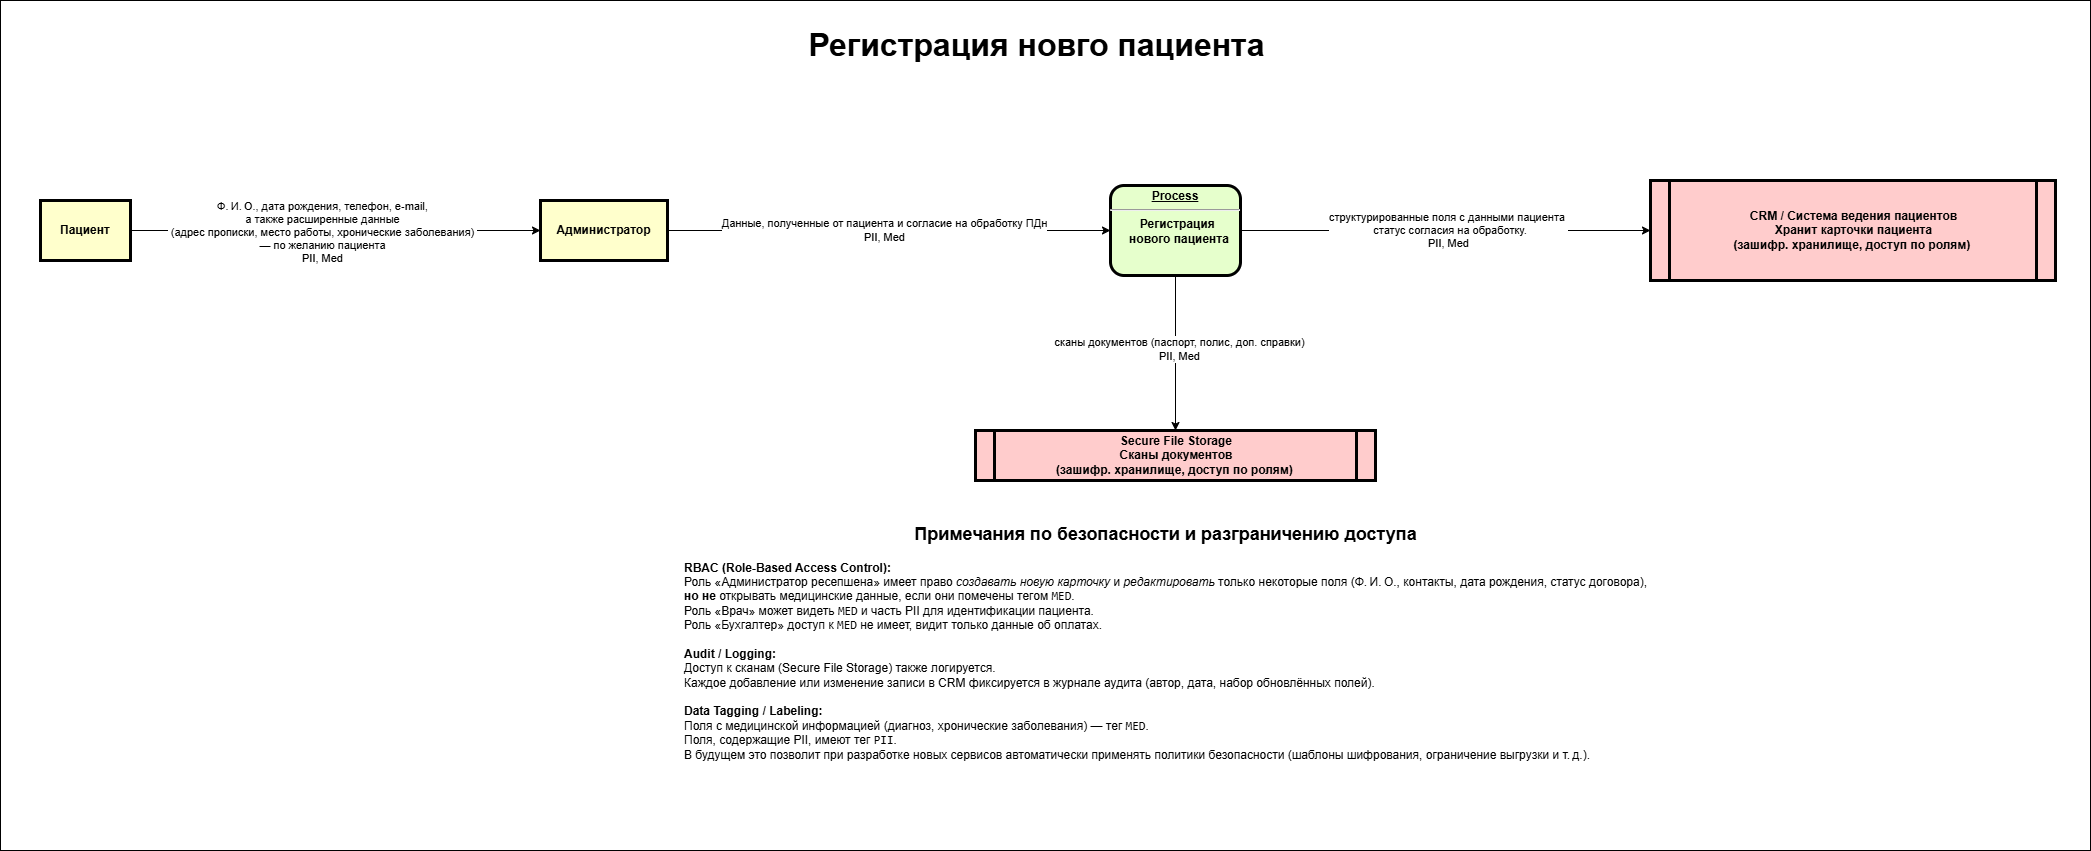 Регистрация новго пациента
Пациент
Ф. И. О., дата рождения, телефон, e-mail,
а также расширенные данные
(адрес прописки, место работы, хронические заболевания)
— по желанию пациента
PII, Med
Администратор
Данные, полученные от пациента и согласие на обработку ПДн
PII, Med
Process
Регистрация
нового пациента
структурированные поля с данными пациента
статус согласия на обработку.
PII, Med
CRM / Система ведения пациентов
Хранит карточки пациента
(зашифр. хранилище, доступ по ролям)
сканы документов (паспорт, полис, доп. справки)
PII, Med
Secure File Storage
Сканы документов
(зашифр. хранилище, доступ по ролям)
Примечания по безопасности и разграничению доступа
RBAC (Role-Based Access Control):
Роль «Администратор ресепшена» имеет право создавать новую карточку и редактировать только некоторые поля (Ф. И. О., контакты, дата рождения, статус договора),
но не открывать медицинские данные, если они помечены тегом MED.
Роль «Врач» может видеть MED и часть PII для идентификации пациента.
Роль «Бухгалтер» доступ к MED не имеет, видит только данные об оплатах.
Audit / Logging:
Доступ к сканам (Secure File Storage) также логируется.
Каждое добавление или изменение записи в CRM фиксируется в журнале аудита (автор, дата, набор обновлённых полей).
Data Tagging / Labeling:
Поля с медицинской информацией (диагноз, хронические заболевания) — тег MED.
Поля, содержащие PII, имеют тег PII.
В будущем это позволит при разработке новых сервисов автоматически применять политики безопасности (шаблоны шифрования, ограничение выгрузки и т. д.).